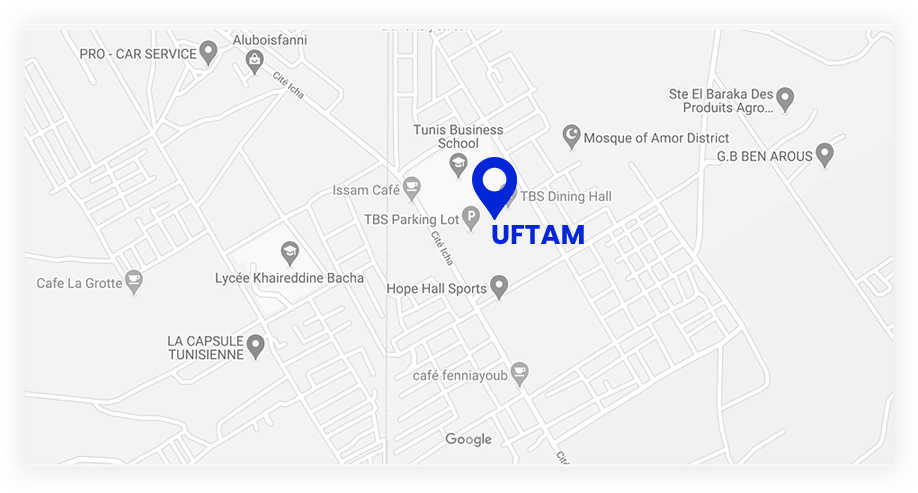 Aluboisfanni
PRO - CAR SERVICE
Cité Icha
Ste El Baraka Des
Produits Agro...
Tunis Business
School
Mosque of Amor District
G.B BEN AROUS
Issam Café
TBS Dining Hall
TBS Parking Lot
P
UFTAM
Cité Icha
Lycée Khaireddine Bacha
Cafe La Grotte
Hope Hall Sports
LA CAPSULE
TUNISIENNE
café fenniayoub
Google